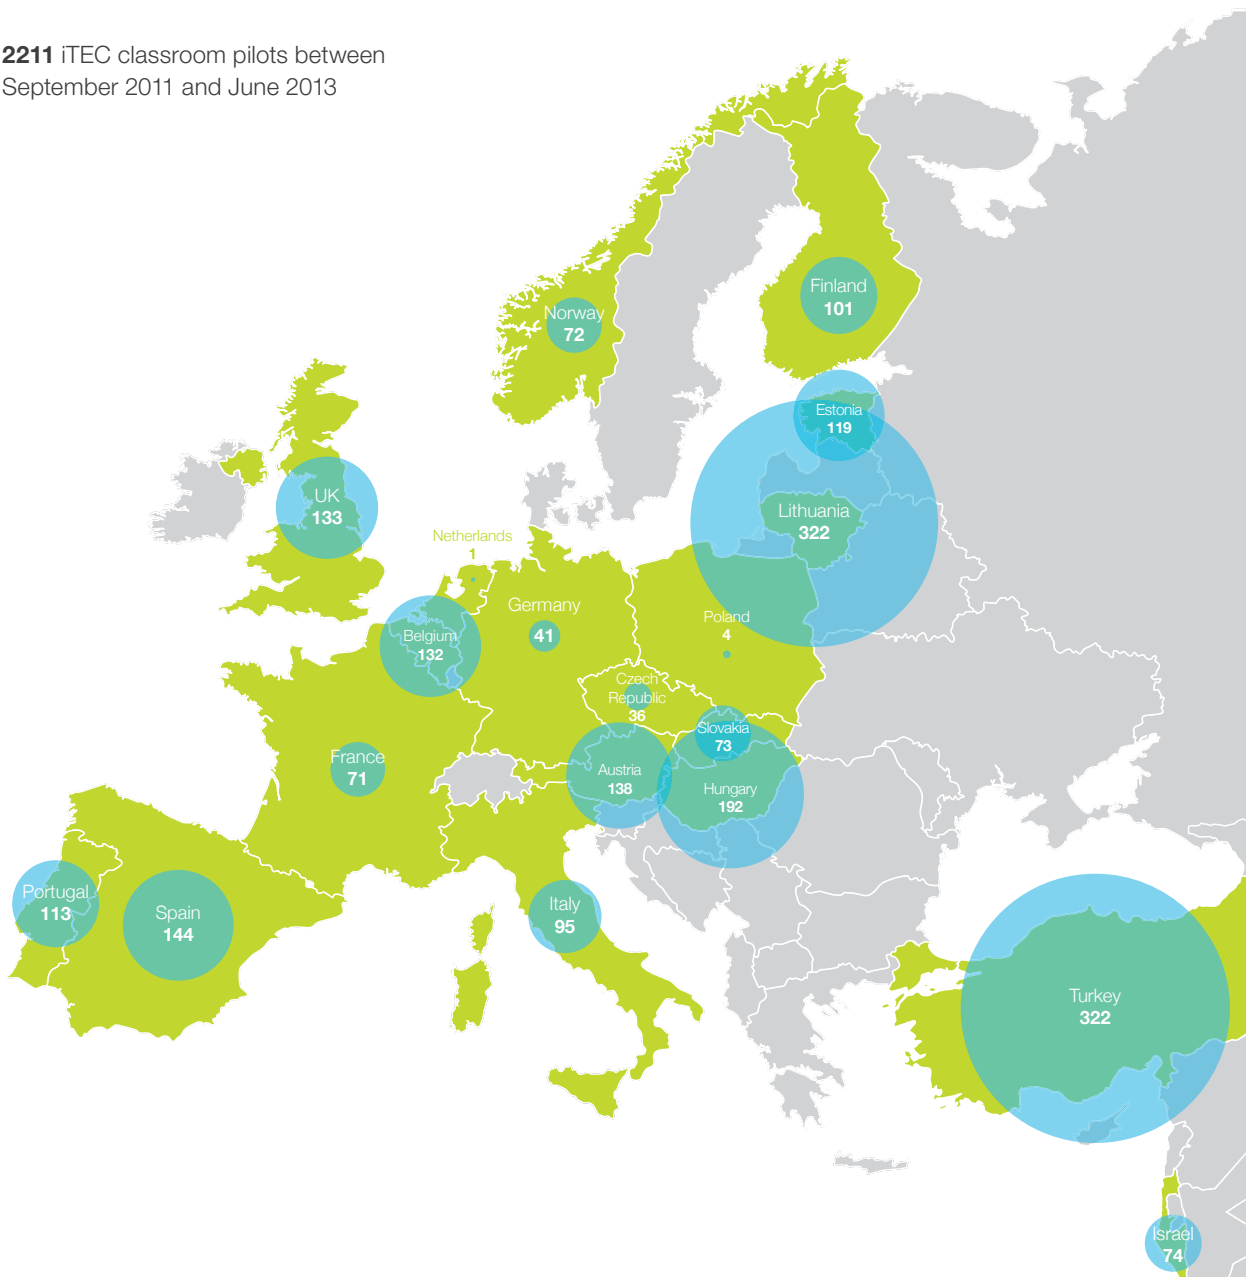 2211 iTEC classroom pilots between
September 2011 and June 2013
Finland
101
Norway
72
Estonia
119
UK
133
Lithuania
322
Netherlands
1
Germany
41
Poland
4
Belgium
132
Czech
Republic
36
Slovakia
73
France
71
Austria
138
Hungary
192
Portugal
113
Spain
144
Italy
95
Turkey
322
Israel
74